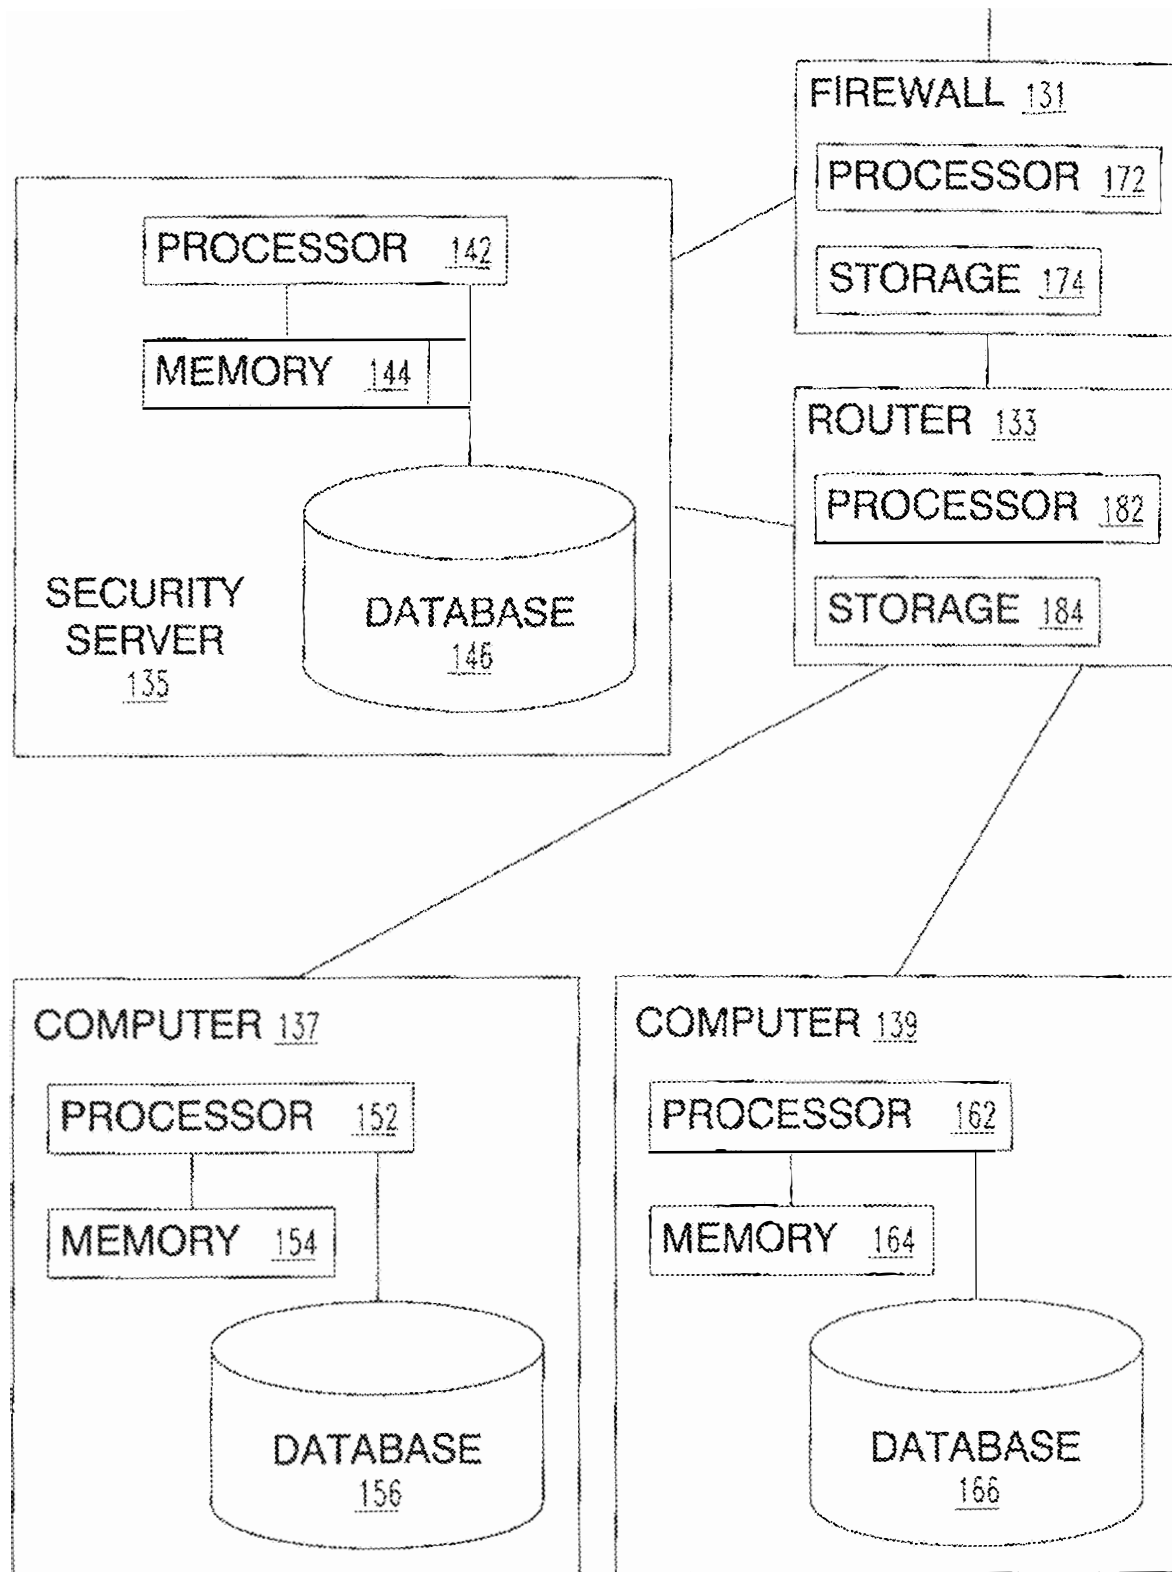 FIREWALL 131
PROCESSOR 172
STORAGE 174
PROCESSOR 142
MEMORY 144
DATABASE
146
SECURITY
SERVER
135
ROUTER 133
PROCESSOR 182
STORAGE 184
COMPUTER 137
PROCESSOR 152
MEMORY 154
DATABASE
156
COMPUTER 139
PROCESSOR 162
MEMORY 164
DATABASE
166